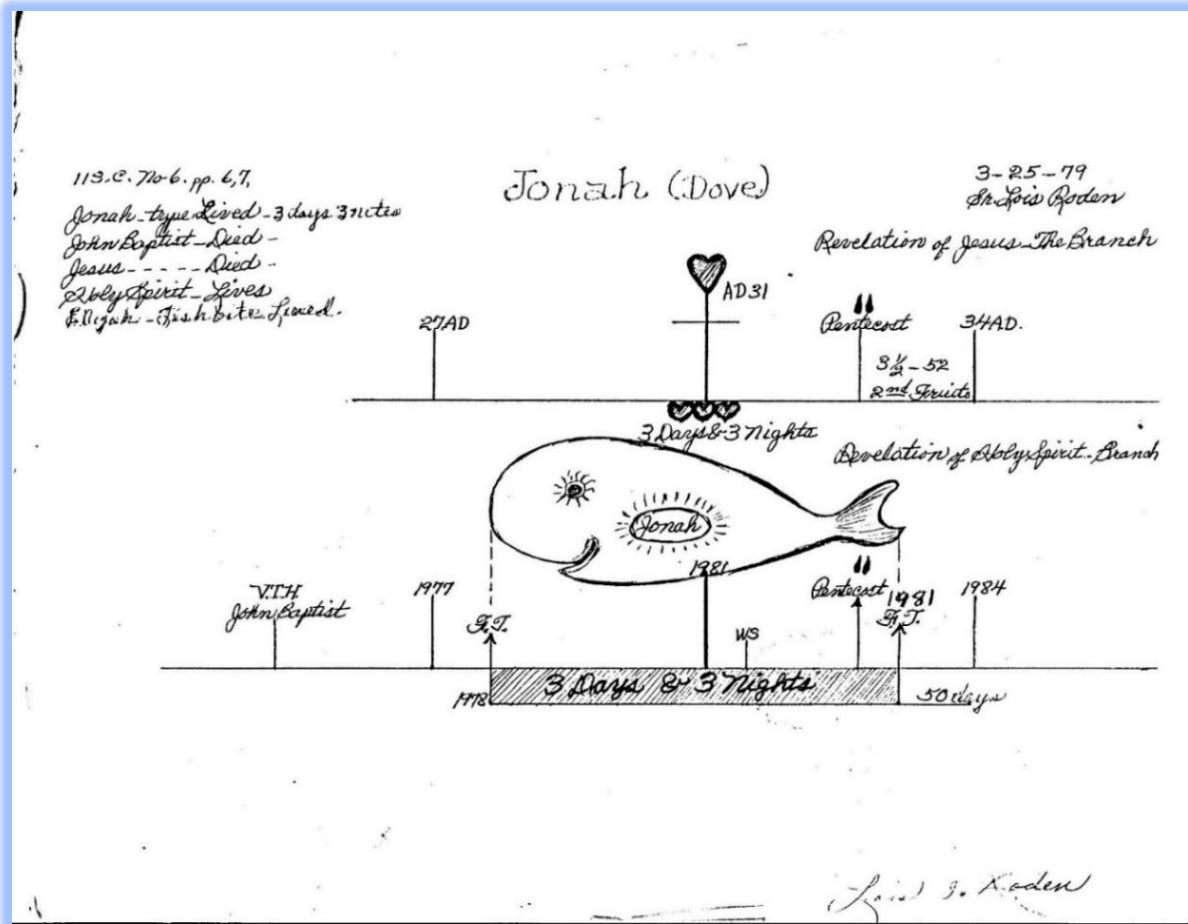 11S.C. No 6. pp. 6,7,
Jonah-type Lived-3 days 3 nites
John Baptist-Died-
Jesus-----Died--
Holy Spirit-Lives
-Fish bite-Lived.
Jonah (Dove)
3-25-79
Sr. Lois Roden
Revelation of Jesus-The Branch
27AD
AD31
Pentecost
34AD.
3½-52
2nd Fruits
3 Days & 3 Nights
Revelation of Holy Spirit-Branch
Jonah
V.T.H
John Baptist
1977
F.T.
1981
WS
Pentecost
1981
F.T.
1984
3 Days & 3 Nights
1978
50 days
Lois I. Roden